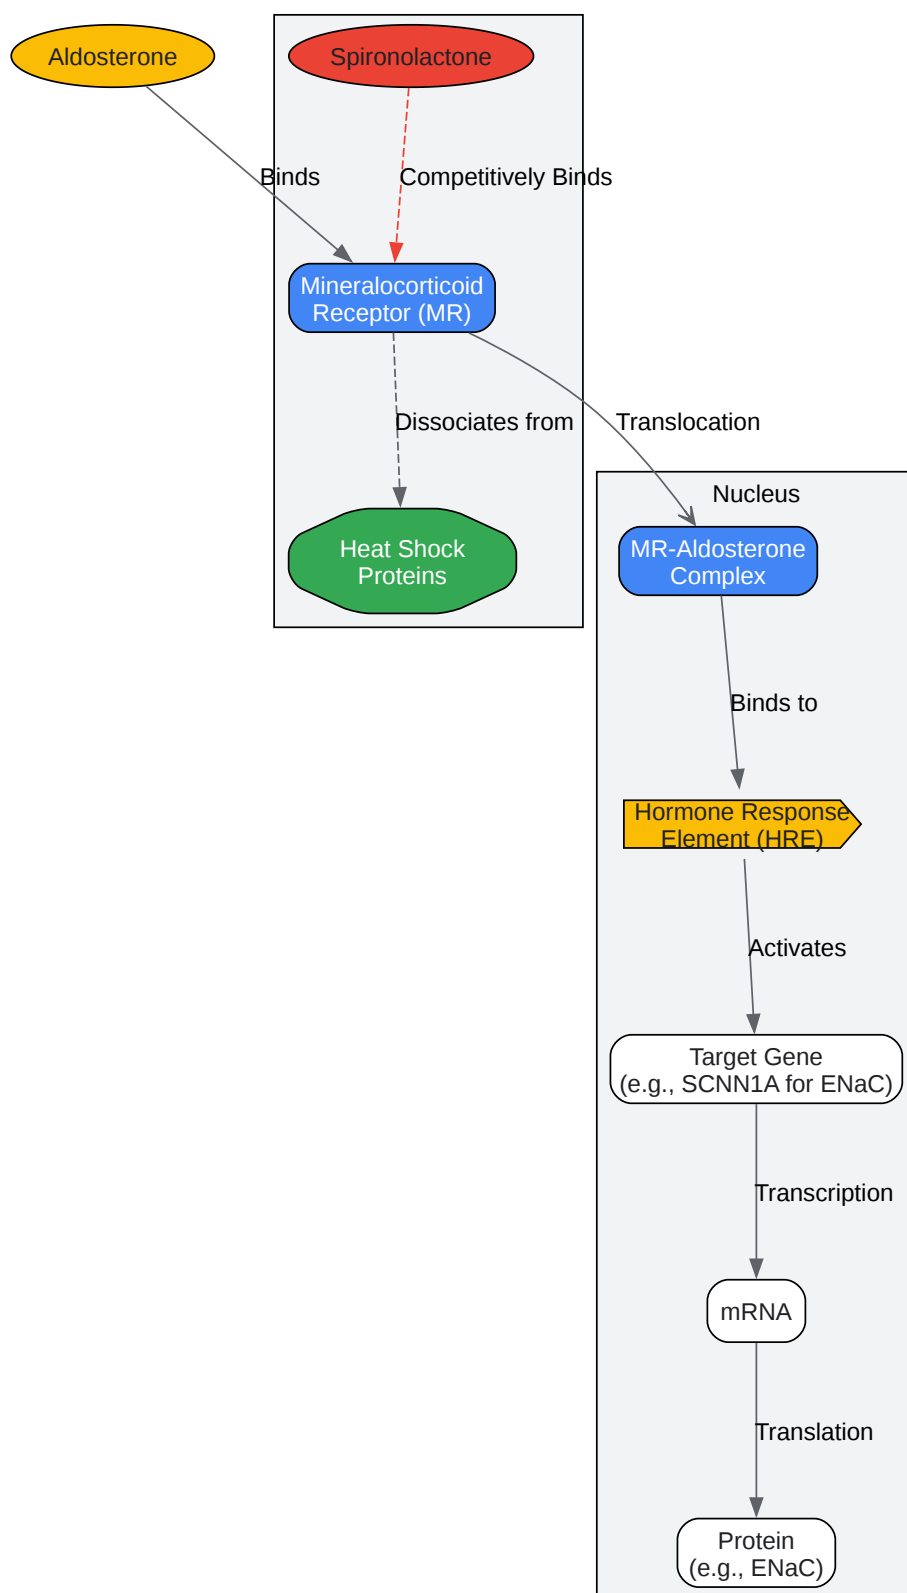 Aldosterone
Spironolactone
Binds
Competitively Binds
Mineralocorticoid
Receptor (MR)
Dissociates from
Translocation
Nucleus
Heat Shock
Proteins
MR-Aldosterone
Complex
Binds to
Hormone Response
Element (HRE)
Activates
Target Gene
(e.g., SCNN1A for ENaC)
Transcription
mRNA
Translation
Protein
(e.g., ENaC)